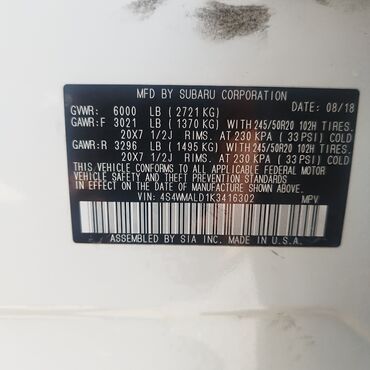 MFD BY SUBARU CORPORATION DATE: 08/18
GVWR: 6000 LB (2721 KG)
GAWR:F 3021 LB (1370 KG) WITH 245/50R20 102H TIRES.
20X7 1/2J RIMS. AT 230 KPA (33 PSI) COLD
GAWR:R 3296 LB (1495 KG) WITH 245/50R20 102H TIRES.
20X7 1/2J RIMS. AT 230 KPA (33 PSI) COLD
THIS VEHICLE CONFORMS TO ALL APPLICABLE FEDERAL MOTOR
VEHICLE SAFETY STANDARDS IN EFFECT ON THE
DATE OF MANUFACTURE SHOWN ABOVE.
VIN: 4S4WMALD1K3416302 MPV
ASSEMBLED BY SIA INC. MADE IN U.S.A.